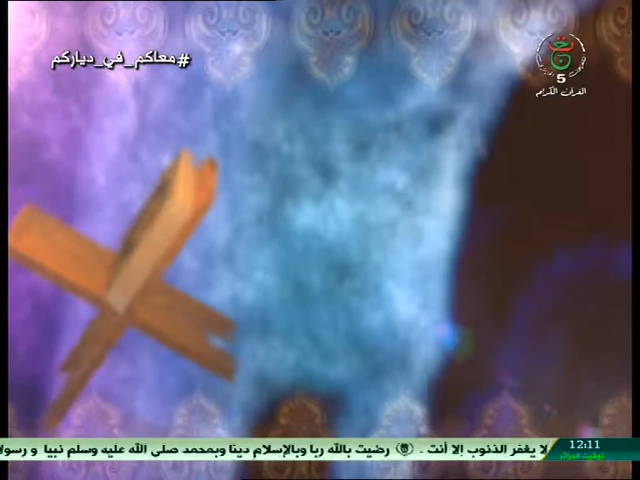 #معاكم_في_دياركم
5
القرآن الكريم
لا يغفر الذنوب إلا أنت . رضيت بالله ربا وبالإسلام دينا وبمحمد صلى الله عليه وسلم نبيا و رسولا
12:11
توقيت الجزائر